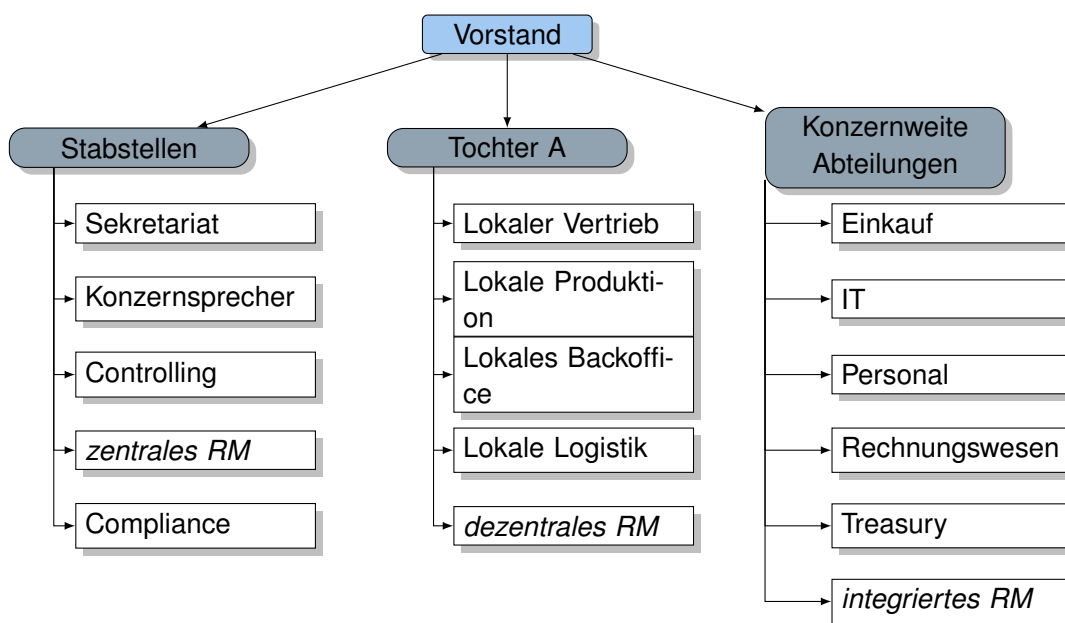 Vorstand
Stabstellen
Sekretariat
Konzernsprecher
Controlling
zentrales RM
Compliance
Tochter A
Lokaler Vertrieb
Lokale Produkti-
on
Lokales Backoffi-
ce
Lokale Logistik
dezentrales RM
Konzernweite
Abteilungen
Einkauf
IT
Personal
Rechnungswesen
Treasury
integriertes RM